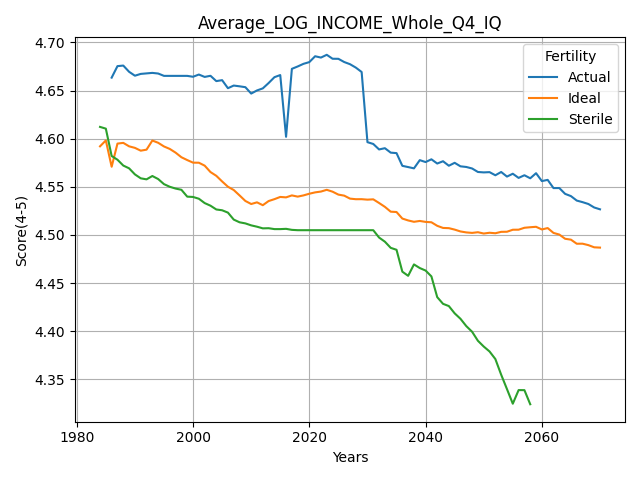 Average_LOG_INCOME_Whole_Q4_IQ
4.70
4.65
4.60
4.55
4.50
4.45
4.40
4.35
Score(4-5)
Fertility
Actual
Ideal
Sterile
1980
2000
2020
2040
2060
Years